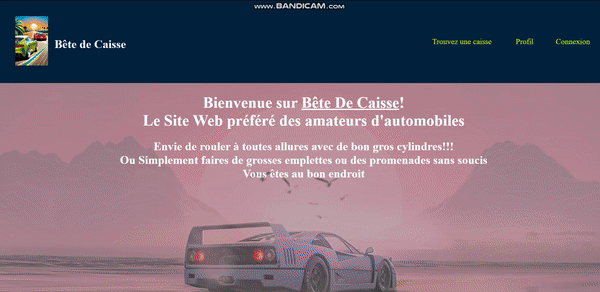 www.BANDICAM.com
Bête de Caisse
Trouvez une caisse Profil Connexion
Bienvenue sur Bête De Caisse!
Le Site Web préféré des amateurs d'automobiles
Envie de rouler à toutes allures avec de bon gros cylindres!!!
Ou Simplement faires de grosses emplettes ou des promenades sans soucis
Vous êtes au bon endroit